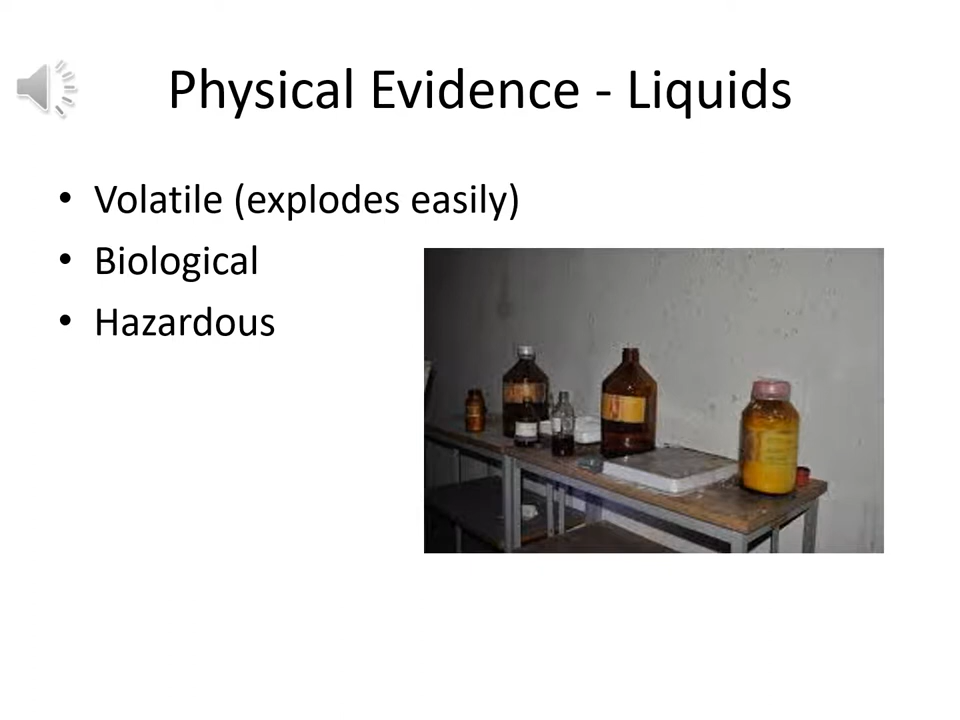 Physical Evidence - Liquids
• Volatile (explodes easily)
• Biological
• Hazardous